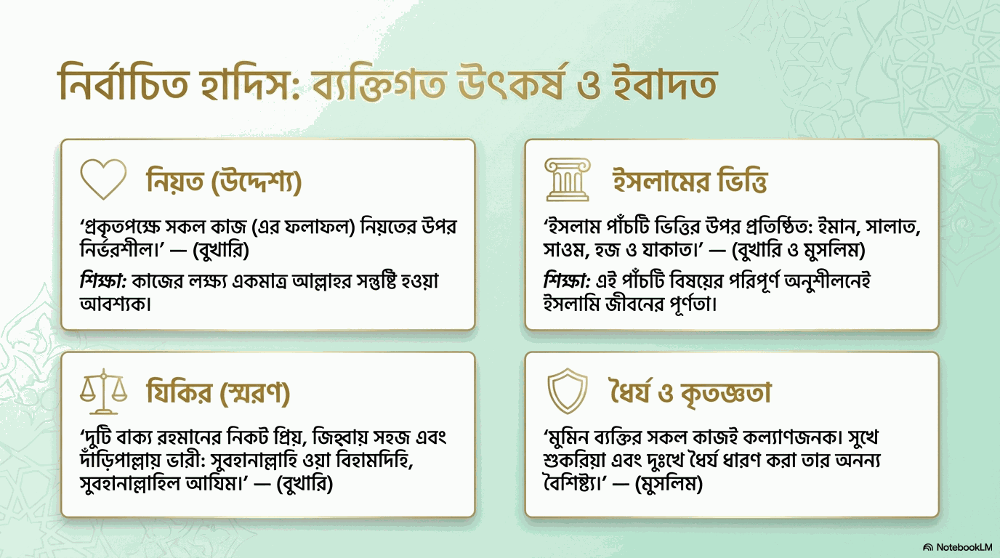 নির্বাচিত হাদিস: ব্যক্তিগত উৎকর্ষ ও ইবাদত
নিয়ত (উদ্দেশ্য)
‘প্রকৃতপক্ষে সকল কাজ (এর ফলাফল) নিয়তের উপর
নির্ভরশীল।’ — (বুখারি)
শিক্ষা: কাজের লক্ষ্য একমাত্র আল্লাহর সন্তুষ্টি হওয়া
আবশ্যক।
ইসলামের ভিত্তি
‘ইসলাম পাঁচটি ভিত্তির উপর প্রতিষ্ঠিত: ইমান, সালাত,
সাওম, হজ ও যাকাত।’ — (বুখারি ও মুসলিম)
শিক্ষা: এই পাঁচটি বিষয়ের পরিপূর্ণ অনুশীলনেই
ইসলামি জীবনের পূর্ণতা।
যিকির (স্মরণ)
‘দুটি বাক্য রহমানের নিকট প্রিয়, জিহ্বায় সহজ এবং
দাঁড়িপাল্লায় ভারী: সুবহানাল্লাহি ওয়া বিহামদিহি,
সুবহানাল্লাহিল আযিম।’ — (বুখারি)
ধৈর্য ও কৃতজ্ঞতা
‘মুমিন ব্যক্তির সকল কাজই কল্যাণজনক। সুখে
শুকরিয়া এবং দুঃখে ধৈর্য ধারণ করা তার অনন্য
বৈশিষ্ট্য।’ — (মুসলিম)
NotebookLM